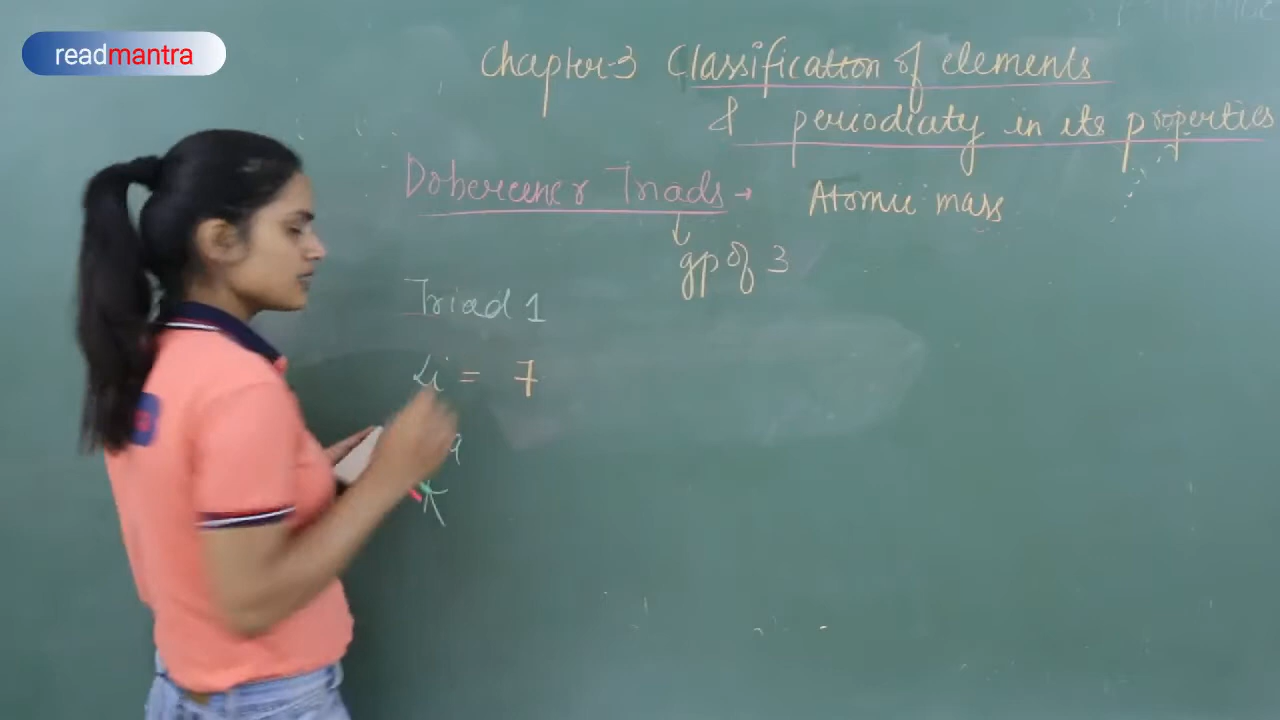 readmantra
Chapter-3 Classification of elements
& periodicity in its properties
Dobereiner Triads → Atomic mass
↓
gp of 3
Triad 1
Li = 7
a
K